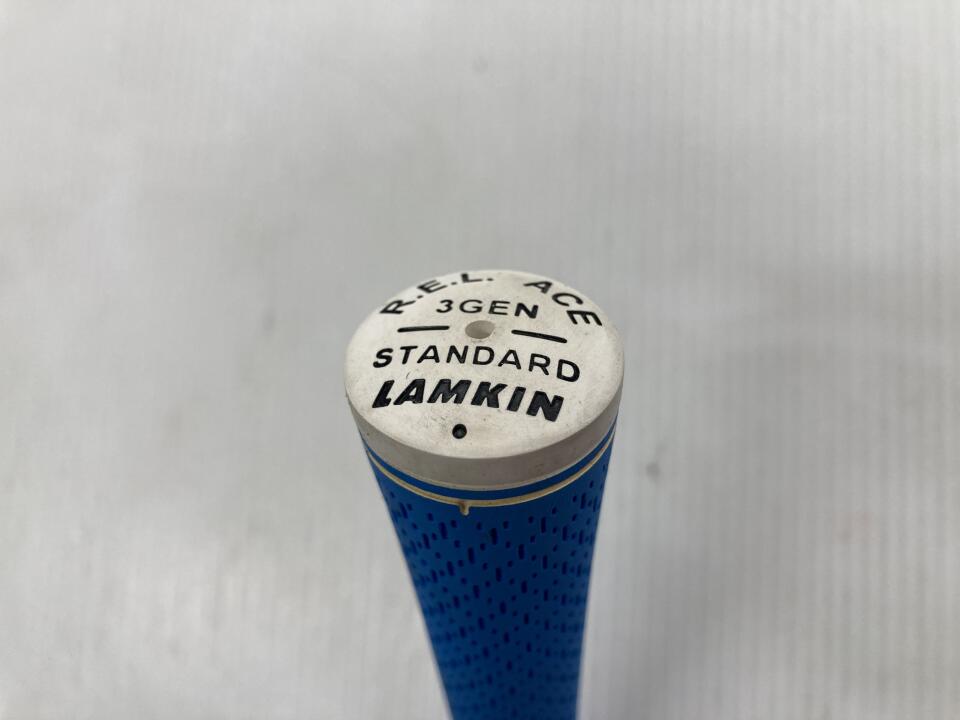 R.E.L. ACE
3GEN
STANDARD
LAMKIN